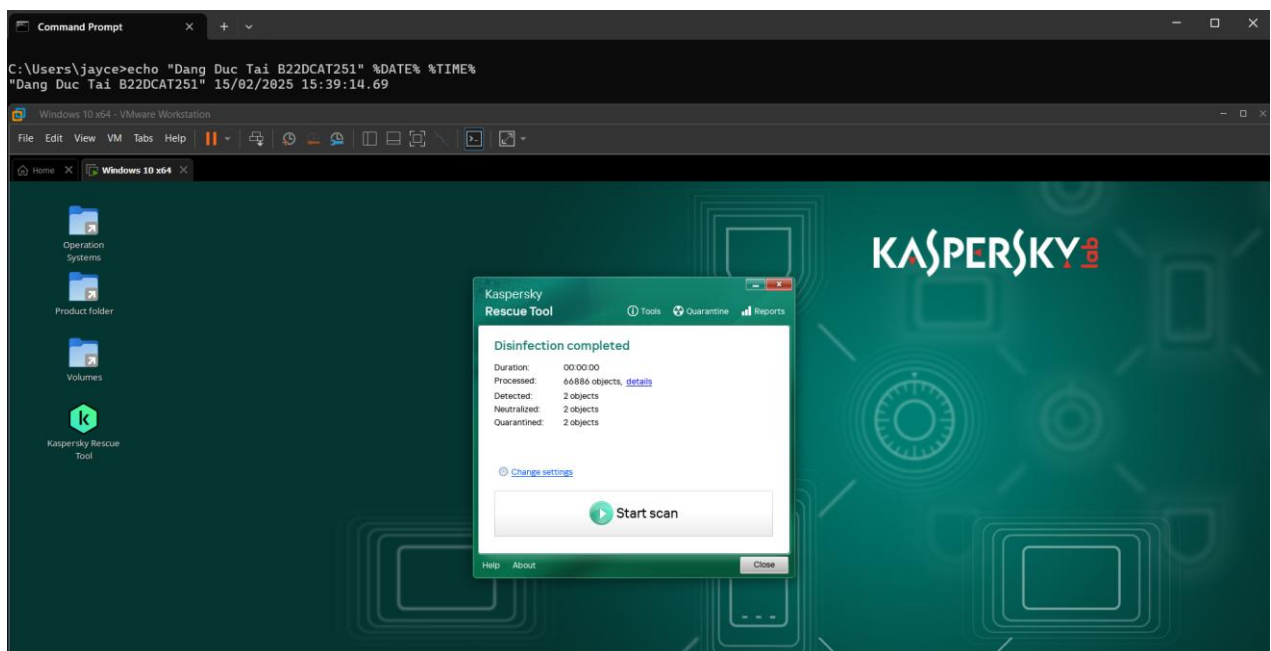 Command Prompt
C:\Users\jayce>echo "Dang Duc Tai B22DCAT251" %DATE% %TIME%
"Dang Duc Tai B22DCAT251" 15/02/2025 15:39:14.69
Windows 10 x64 - VMware Workstation
File Edit View VM Tabs Help
Home Windows 10 x64
Operation
Systems
Product folder
Volumes
Kaspersky Rescue
Tool
KASPERSKY lab
Kaspersky
Rescue Tool Tools Quarantine Reports
Disinfection completed
Duration: 00:00:00
Processed: 66886 objects, details
Detected: 2 objects
Neutralized: 2 objects
Quarantined: 2 objects
Change settings
Start scan
Help About Close